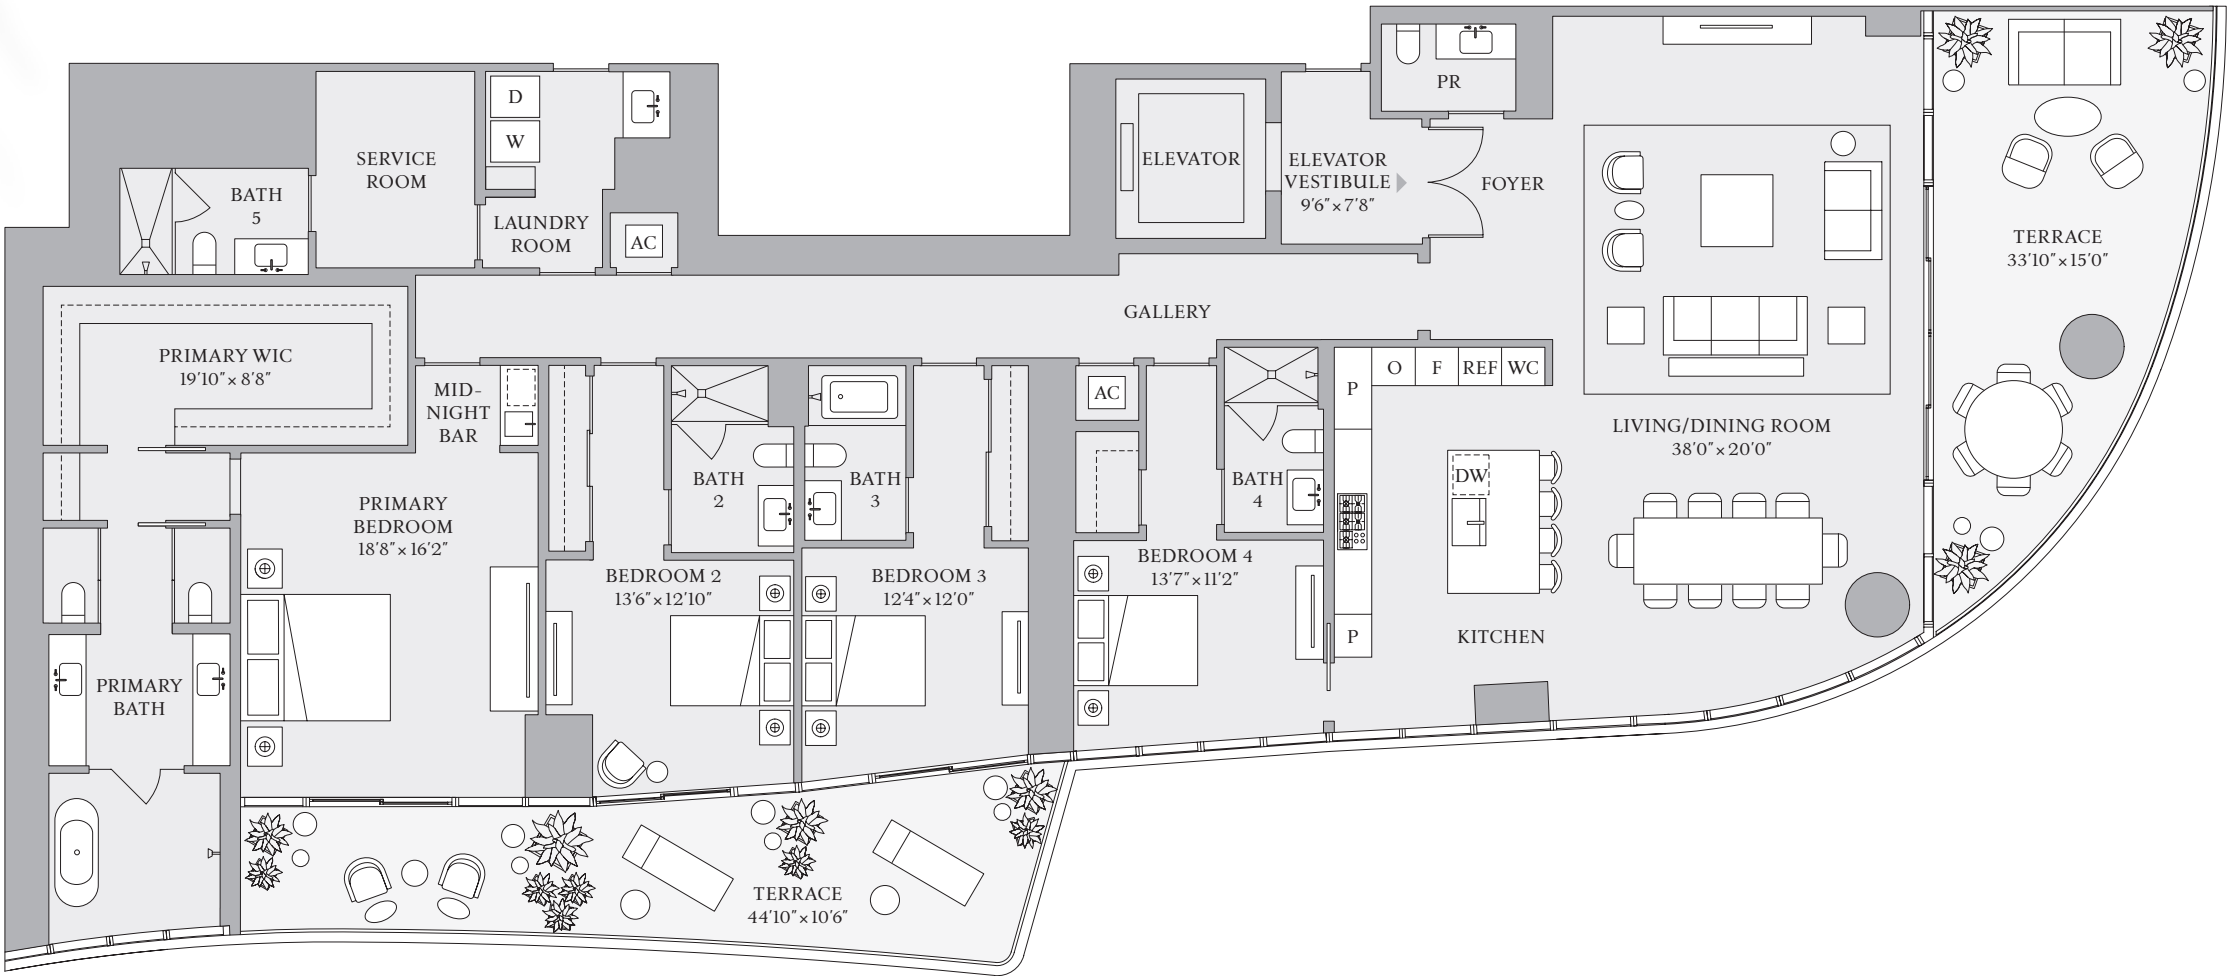 PR
D
W
SERVICE
ROOM
BATH
5
LAUNDRY
ROOM
AC
ELEVATOR
ELEVATOR
VESTIBULE
9'6" × 7'8"
FOYER
TERRACE
33'10" × 15'0"
GALLERY
PRIMARY WIC
19'10" × 8'8"
MID-
NIGHT
BAR
AC
P
O
F
REF
WC
LIVING/DINING ROOM
38'0" × 20'0"
PRIMARY
BEDROOM
18'8" × 16'2"
BATH
2
BATH
3
BATH
4
DW
BEDROOM 2
13'6" × 12'10"
BEDROOM 3
12'4" × 12'0"
BEDROOM 4
13'7" × 11'2"
P
KITCHEN
PRIMARY
BATH
TERRACE
44'10" × 10'6"